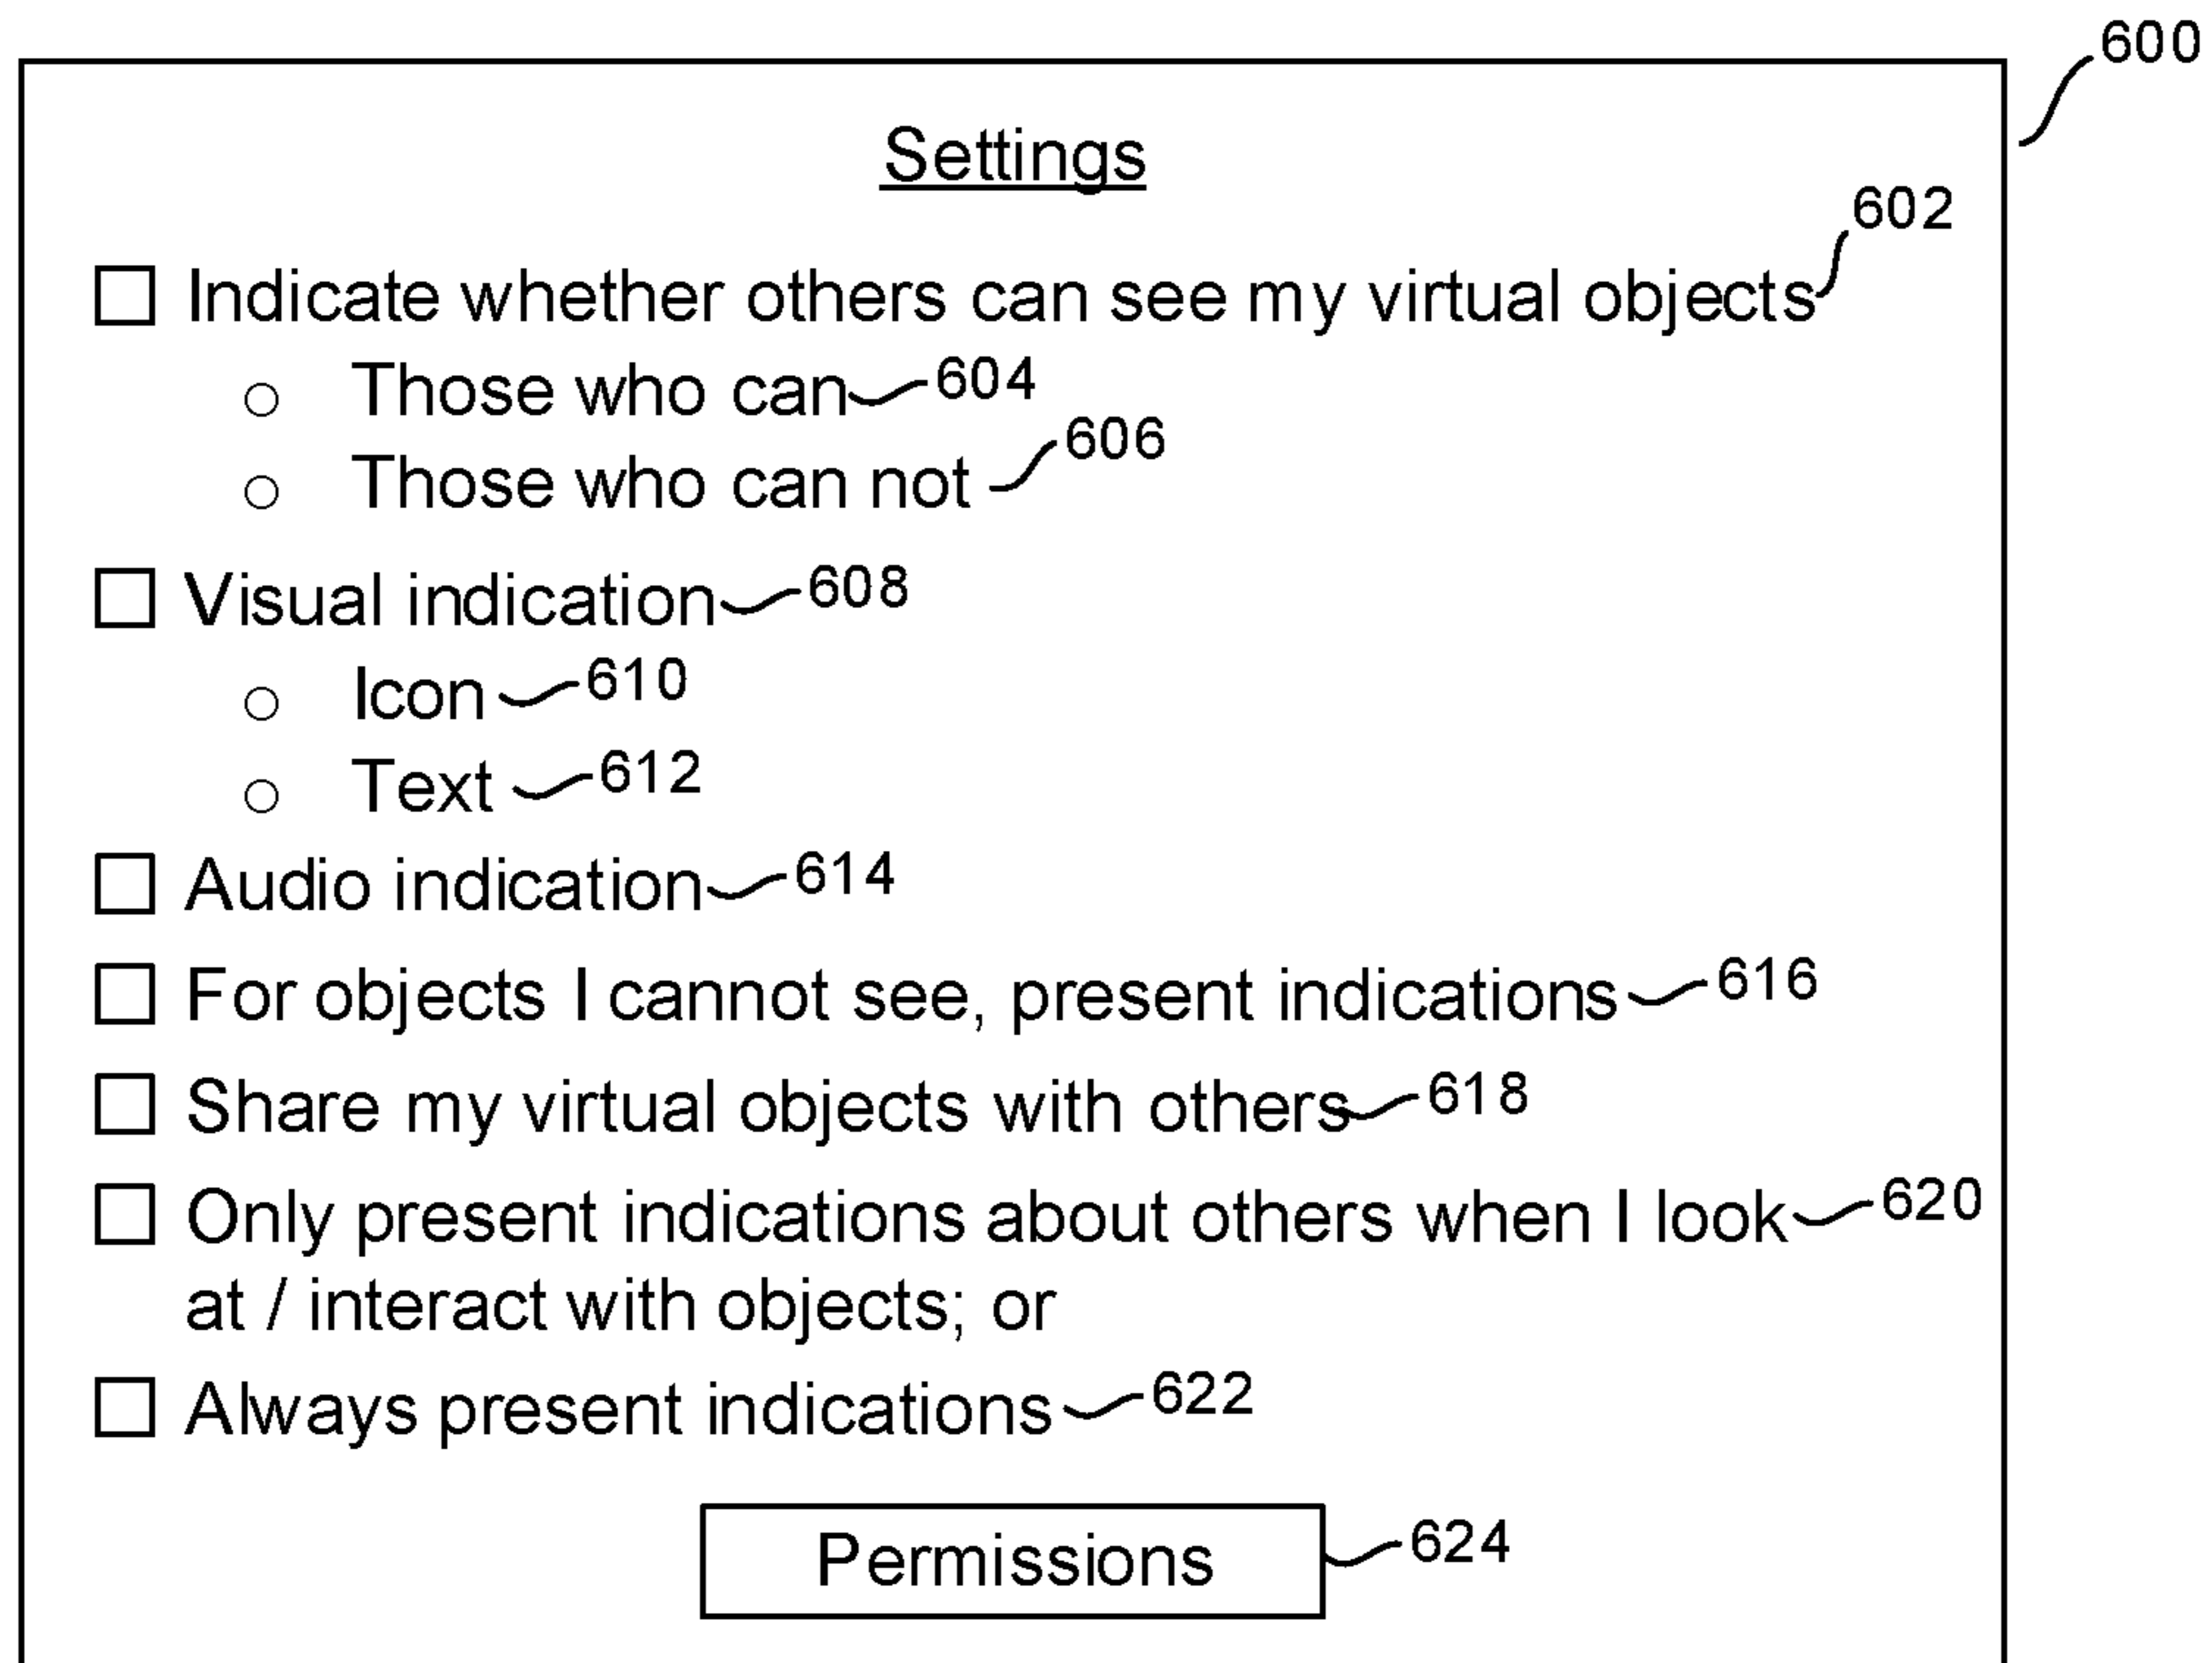 600
Settings
602
Indicate whether others can see my virtual objects
Those who can 604
Those who can not 606
Visual indication 608
Icon 610
Text 612
Audio indication 614
For objects I cannot see, present indications 616
Share my virtual objects with others 618
Only present indications about others when I look 620
at / interact with objects; or
Always present indications 622
Permissions 624